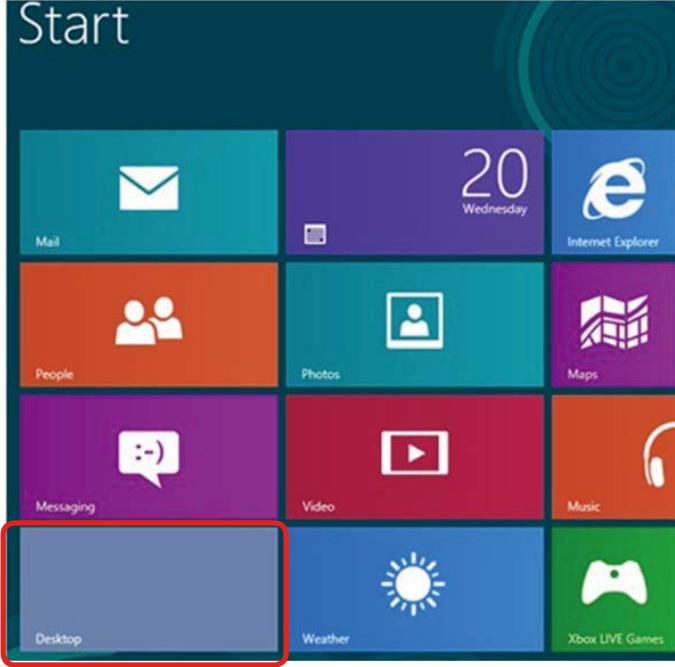 Start
Mail
20
Wednesday
Internet Explorer
People
Photos
Maps
:-)
Messaging
Video
Music
Desktop
Weather
Xbox LIVE Games